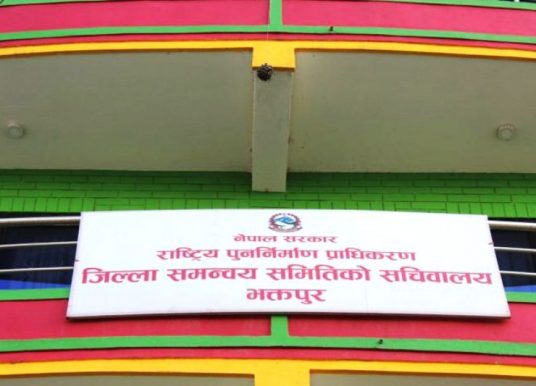 नेपाल सरकार
राष्ट्रिय पुनर्निर्माण प्राधिकरण
जिल्ला समन्वय समितिको सचिवालय
भक्तपुर